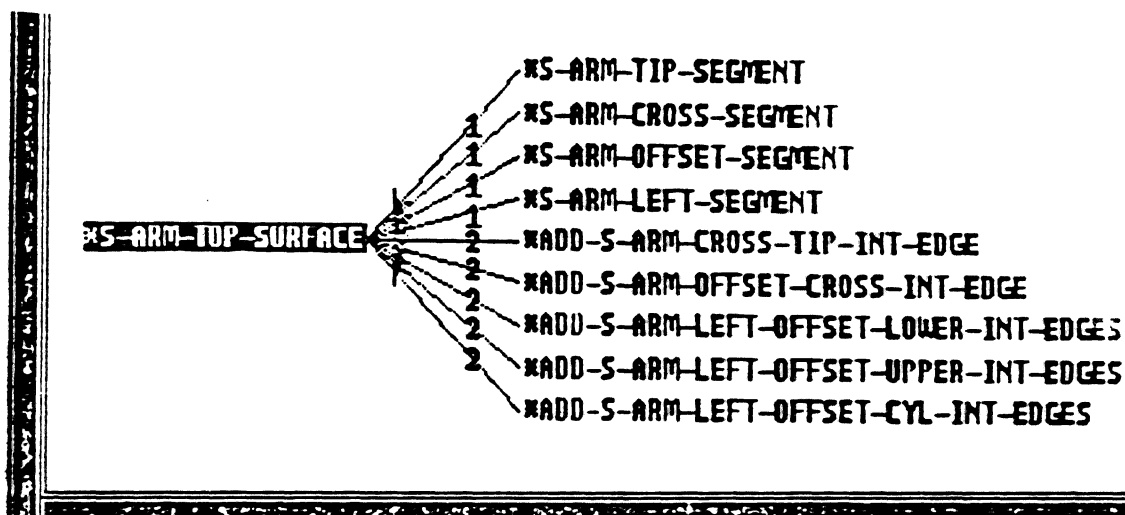 *S-ARM-TIP-SEGMENT
*S-ARM-CROSS-SEGMENT
1
*S-ARM-OFFSET-SEGMENT
1
*S-ARM-LEFT-SEGMENT
1
1
*S-ARM-TOP-SURFACE
*ADD-S-ARM-CROSS-TIP-INT-EDGE
2
*ADD-S-ARM-OFFSET-CROSS-INT-EDGE
2
*ADD-S-ARM-LEFT-OFFSET-LOWER-INT-EDGES
2
*ADD-S-ARM-LEFT-OFFSET-UPPER-INT-EDGES
2
2
*ADD-S-ARM-LEFT-OFFSET-CYL-INT-EDGES